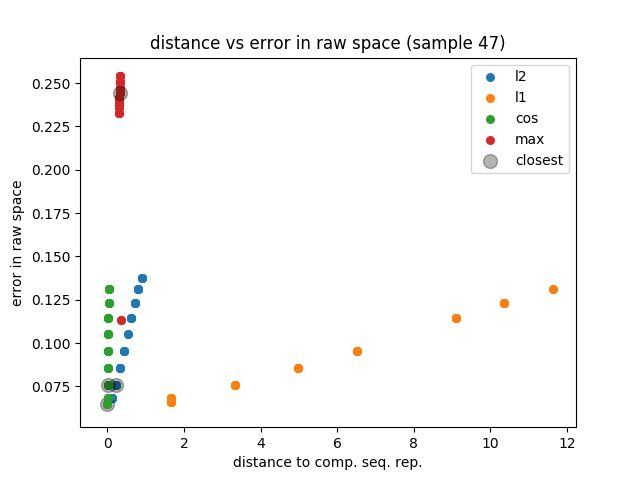 distance vs error in raw space (sample 47)
l2
l1
cos
max
closest
error in raw space
0.250
0.225
0.200
0.175
0.150
0.125
0.100
0.075
0 2 4 6 8 10 12
distance to comp. seq. rep.